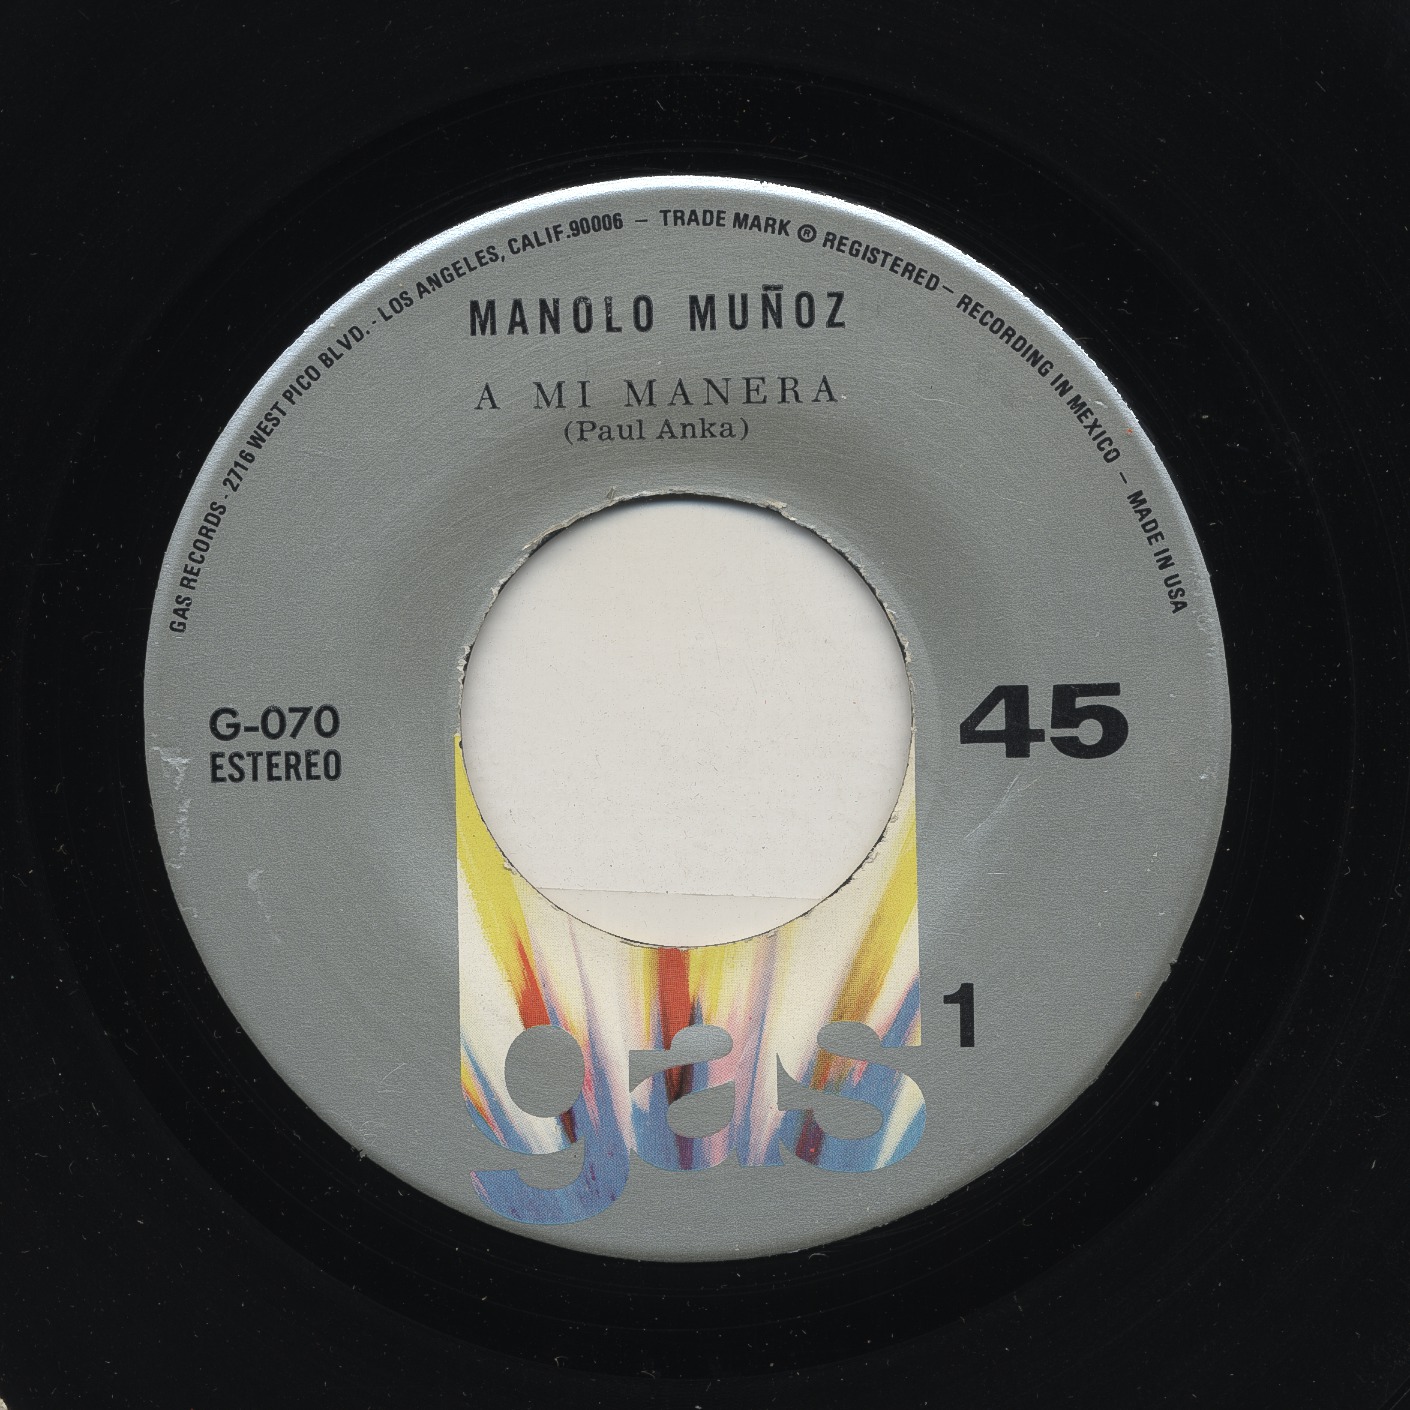 GAS RECORDS - 2716 WEST PICO BLVD. - LOS ANGELES, CALIF. 90006 — TRADE MARK ® REGISTERED — RECORDING IN MEXICO — MADE IN USA
MANOLO MUÑOZ
A MI MANERA
(Paul Anka)
G-070
ESTEREO
45
1
gas